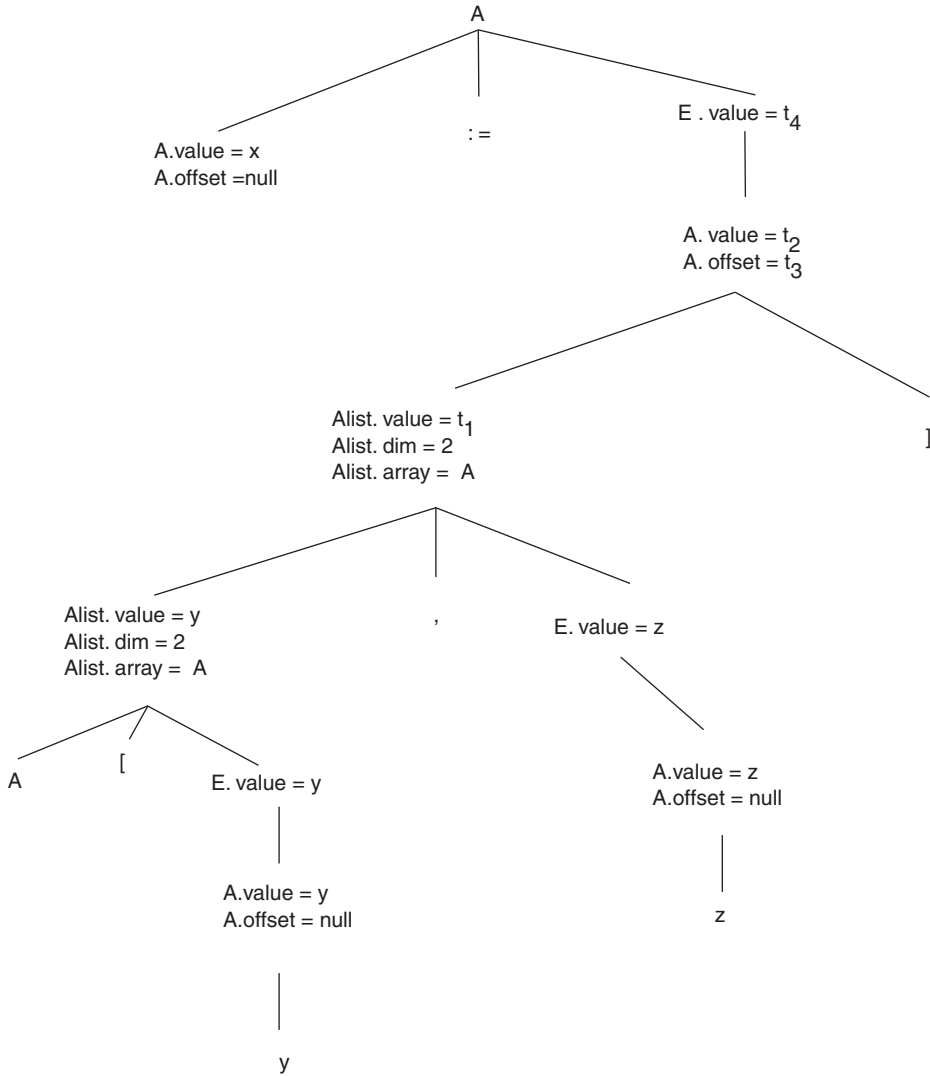 A
A.value = x
A.offset =null
: =
E . value = t4
A. value = t2
A. offset = t3
Alist. value = t1
Alist. dim = 2
Alist. array = A
]
Alist. value = y
Alist. dim = 2
Alist. array = A
,
E. value = z
A
[
E. value = y
A.value = z
A.offset = null
A.value = y
A.offset = null
z
y